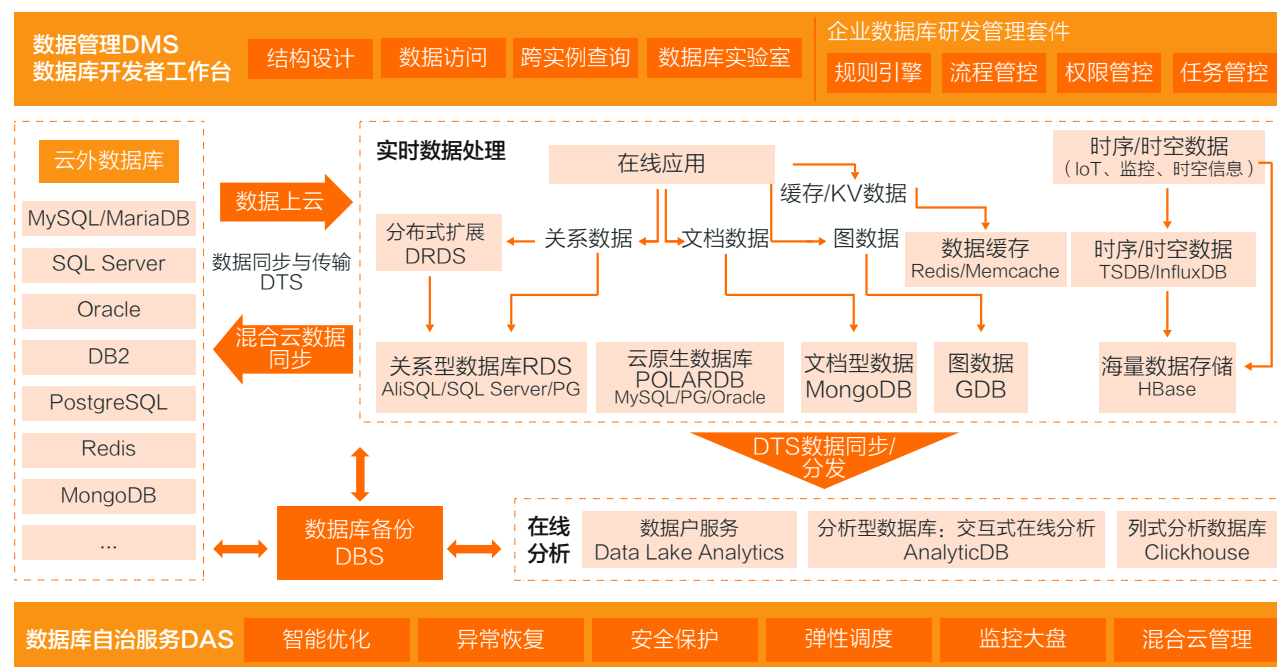 数据管理DMS
数据库开发者工作台
结构设计
数据访问
跨实例查询
数据库实验室
企业数据库研发管理套件
规则引擎
流程管控
权限管控
任务管控
云外数据库
MySQL/MariaDB
SQL Server
Oracle
DB2
PostgreSQL
Redis
MongoDB
...
数据上云
数据同步与传输
DTS
混合云数据
同步
实时数据处理
在线应用
缓存/KV数据
时序/时空数据
（IoT、监控、时空信息）
分布式扩展
DRDS
关系数据
文档数据
图数据
数据缓存
Redis/Memcache
时序/时空数据
TSDB/InfluxDB
关系型数据库RDS
AliSQL/SQL Server/PG
云原生数据库
POLARDB
MySQL/PG/Oracle
文档型数据
MongoDB
图数据
GDB
海量数据存储
HBase
DTS数据同步/
分发
数据库备份
DBS
在线
分析
数据户服务
Data Lake Analytics
分析型数据库：交互式在线分析
AnalyticDB
列式分析数据库
Clickhouse
数据库自治服务DAS
智能优化
异常恢复
安全保护
弹性调度
监控大盘
混合云管理